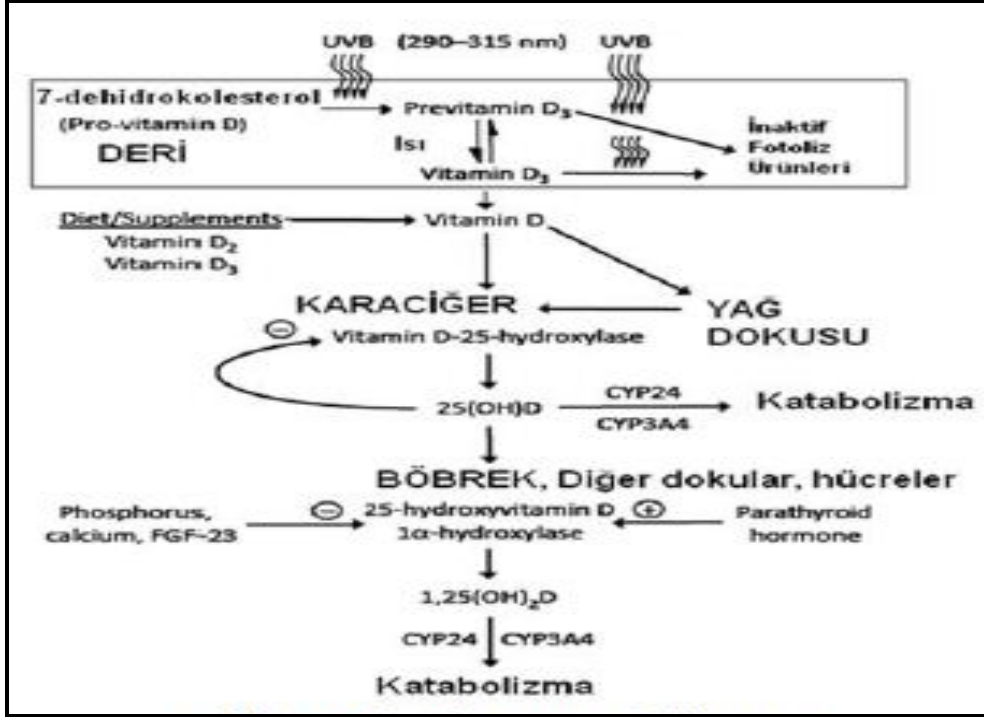 UVB (290–315 nm) UVB
7-dehidrokolesterol
(Pro-vitamin D)
DERİ
Previtamin D₃
Isı
Vitamin D₃
İnaktif
Fotoliz
Ürünleri
Diet/Supplements
Vitamin D₂
Vitamin D₃
Vitamin D
KARACİĞER
YAĞ
DOKUSU
− Vitamin D-25-hydroxylase
25(OH)D
CYP24
CYP3A4
Katabolizma
BÖBREK, Diğer dokular, hücreler
Phosphorus,
calcium, FGF-23
−
25-hydroxyvitamin D
1α-hydroxylase
+
Parathyroid
hormone
1,25(OH)₂D
CYP24 CYP3A4
Katabolizma